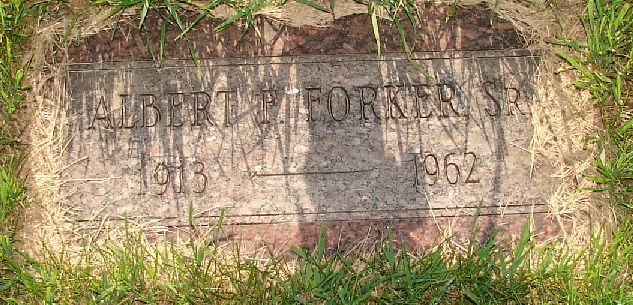 ALBERT P. FORKER SR.
1913 — 1962